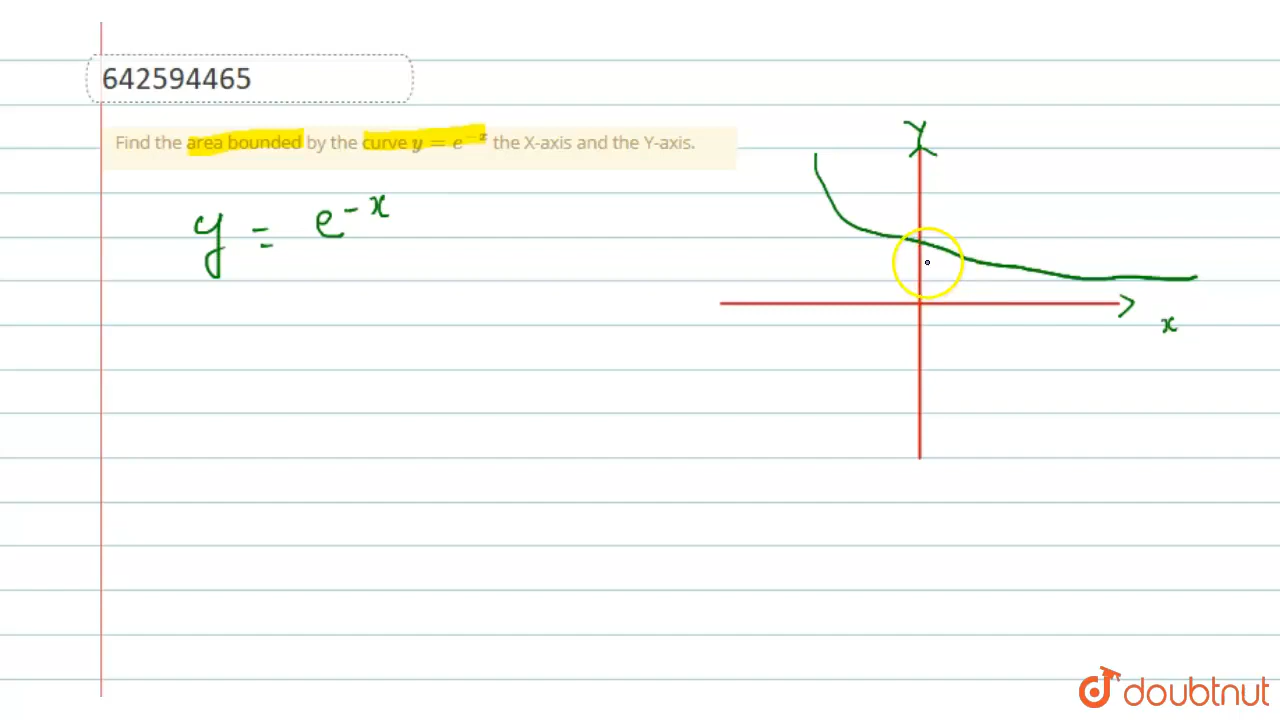 642594465
Find the area bounded by the curve y = e^{-x} the X-axis and the Y-axis.
y = e^{-x}
Y
x
doubtnut